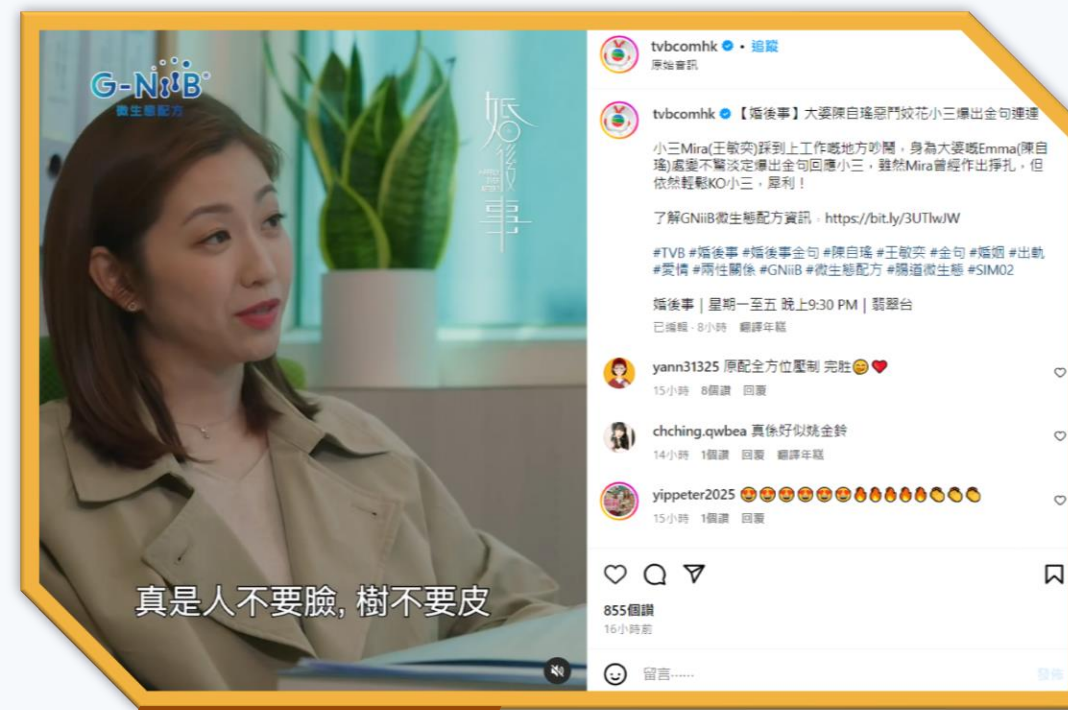 G-NiiB
微生態配方
婚後事
真是人不要臉, 樹不要皮
tvbcomhk • 追蹤
原始音訊
tvbcomhk 【婚後事】大婆陳自瑤惡鬥姣花小三爆出金句連連
小三Mira(王敏奕)踩到上工作嘅地方吵鬧，身為大婆嘅Emma(陳自
瑤)處變不驚淡定爆出金句回應小三，雖然Mira曾經作出掙扎，但
依然輕鬆KO小三，犀利！
了解GNiiB微生態配方資訊﹕https://bit.ly/3UTlwJW
#TVB #婚後事 #婚後事金句 #陳自瑤 #王敏奕 #金句 #婚姻 #出軌
#愛情 #兩性關係 #GNiiB #微生態配方 #腸道微生態 #SIM02
婚後事 | 星期一至五 晚上9:30 PM | 翡翠台
已編輯 · 8小時 翻譯年糕
yann31325 原配全方位壓制 完胜😄❤️
15小時 8個讚 回覆
chching.qwbea 真係好似姚金鈴
14小時 1個讚 回覆 翻譯年糕
yippeter2025 😍😍😍😍😍😍🔥🔥🔥🔥🔥👏👏👏
15小時 1個讚 回覆
855個讚
16小時前
留言......
發佈